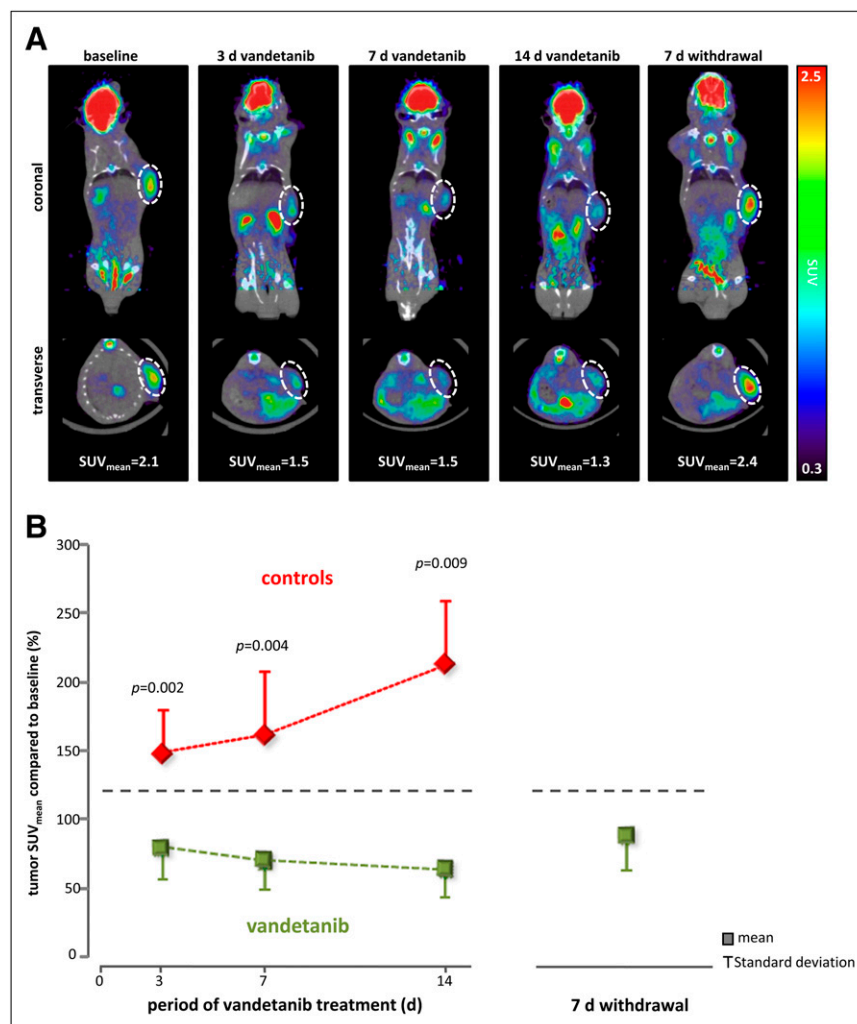 A
baseline
3 d vandetanib
7 d vandetanib
14 d vandetanib
7 d withdrawal
coronal
transverse
SUVmean=2.1
SUVmean=1.5
SUVmean=1.5
SUVmean=1.3
SUVmean=2.4
2.5
SUV
0.3
B
tumor SUVmean compared to baseline (%)
300
250
200
150
100
50
0
controls
p=0.002
p=0.004
p=0.009
vandetanib
0
3
7
14
period of vandetanib treatment (d)
7 d withdrawal
mean
Standard deviation